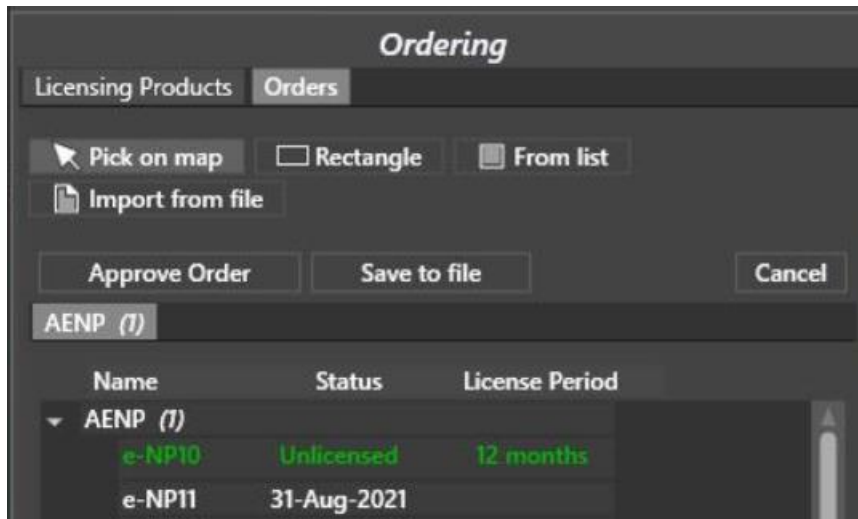 Ordering
Licensing Products Orders
Pick on map Rectangle From list
Import from file
Approve Order Save to file Cancel
AENP (1)
Name Status License Period
AENP (1)
e-NP10 Unlicensed 12 months
e-NP11 31-Aug-2021